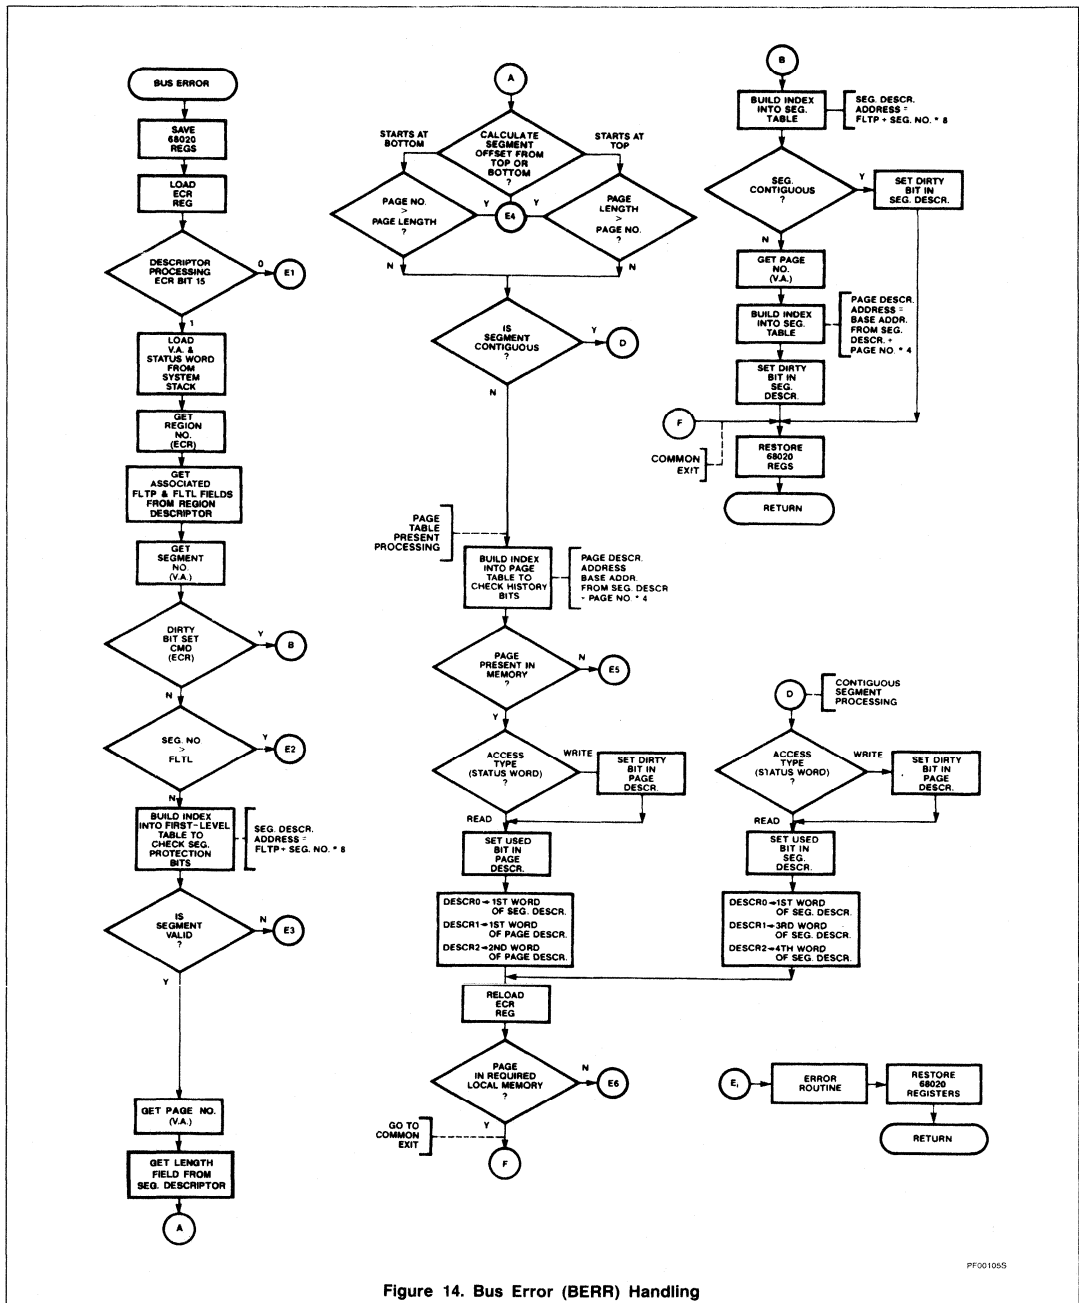 BUS ERROR
SAVE
68020
REGS
LOAD
ECR
REG
DESCRIPTOR
PROCESSING
ECR BIT 15
0
E1
1
LOAD
V.A. &
STATUS WORD
FROM
SYSTEM
STACK
GET
REGION
NO.
(ECR)
GET
ASSOCIATED
FLTP & FLTL FIELDS
FROM REGION
DESCRIPTOR
GET
SEGMENT
NO.
(V.A.)
DIRTY
BIT SET
CMD
(ECR)
Y
B
N
SEG. NO.
>
FLTL
Y
E2
N
BUILD INDEX
INTO FIRST-LEVEL
TABLE TO
CHECK SEG.
PROTECTION
BITS
SEG. DESCR.
ADDRESS =
FLTP + SEG. NO. * 8
IS
SEGMENT
VALID
?
N
E3
Y
GET PAGE NO.
(V.A.)
GET LENGTH
FIELD FROM
SEG. DESCRIPTOR
A
A
STARTS AT
BOTTOM
CALCULATE
SEGMENT
OFFSET FROM
TOP OR
BOTTOM
?
STARTS AT
TOP
PAGE NO.
>
PAGE LENGTH
?
Y
E4
Y
PAGE
LENGTH
>
PAGE NO.
?
N
N
IS
SEGMENT
CONTIGUOUS
?
Y
D
N
PAGE
TABLE
PRESENT
PROCESSING
BUILD INDEX
INTO PAGE
TABLE TO
CHECK HISTORY
BITS
PAGE DESCR.
ADDRESS
BASE ADDR.
FROM SEG. DESCR
+ PAGE NO. * 4
PAGE
PRESENT IN
MEMORY
?
N
E5
Y
ACCESS
TYPE
(STATUS WORD)
?
WRITE
SET DIRTY
BIT IN
PAGE
DESCR.
READ
SET USED
BIT IN
PAGE
DESCR.
DESCR0→1ST WORD
OF SEG. DESCR.
DESCR1→1ST WORD
OF PAGE DESCR.
DESCR2→2ND WORD
OF PAGE DESCR.
RELOAD
ECR
REG
PAGE
IN REQUIRED
LOCAL MEMORY
?
N
E6
Y
GO TO
COMMON
EXIT
F
B
BUILD INDEX
INTO SEG.
TABLE
SEG. DESCR.
ADDRESS =
FLTP + SEG. NO. * 8
SEG.
CONTIGUOUS
?
Y
SET DIRTY
BIT IN
SEG. DESCR.
N
GET PAGE
NO.
(V.A.)
BUILD INDEX
INTO SEG.
TABLE
PAGE DESCR.
ADDRESS =
BASE ADDR.
FROM SEG.
DESCR. +
PAGE NO. * 4
SET DIRTY
BIT IN
SEG.
DESCR.
F
COMMON
EXIT
RESTORE
68020
REGS
RETURN
D
CONTIGUOUS
SEGMENT
PROCESSING
ACCESS
TYPE
(STATUS WORD)
?
WRITE
SET DIRTY
BIT IN
PAGE
DESCR.
READ
SET USED
BIT IN
SEG.
DESCR.
DESCR0→1ST WORD
OF SEG. DESCR.
DESCR1→3RD WORD
OF SEG. DESCR.
DESCR2→4TH WORD
OF SEG. DESCR.
Ei
ERROR
ROUTINE
RESTORE
68020
REGISTERS
RETURN
PF00105S
Figure 14. Bus Error (BERR) Handling